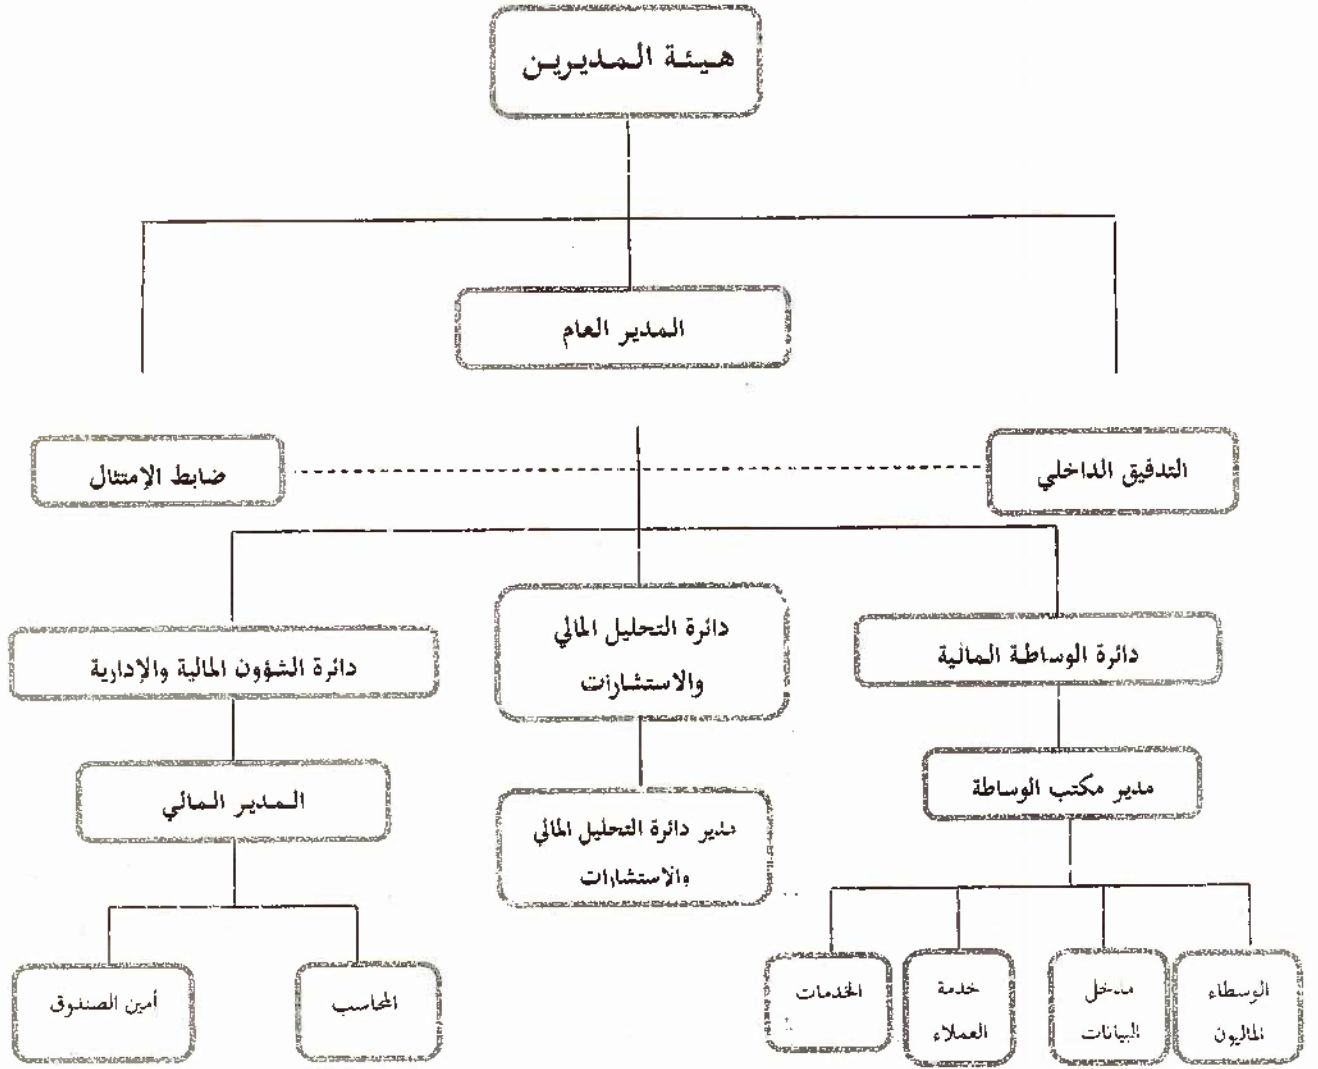 هيئة المديرين
المدير العام
التدقيق الداخلي
ضابط الإمتثال
دائرة الوساطة المالية
دائرة التحليل المالي
والاستشارات
دائرة الشؤون المالية والإدارية
مدير مكتب الوساطة
مدير دائرة التحليل المالي
والاستشارات
المدير المالي
الوسطاء
الماليون
مدخل
البيانات
خدمة
العملاء
الخدمات
المحاسب
أمين الصندوق